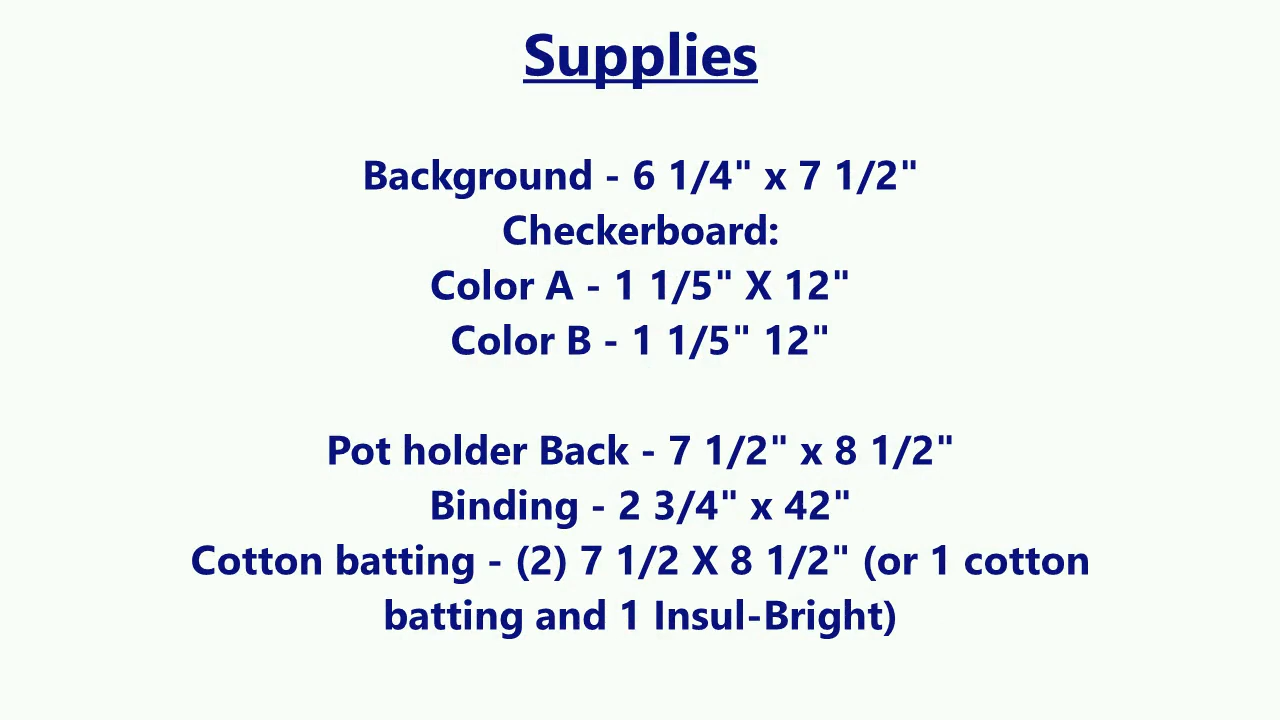 Supplies
Background - 6 1/4" x 7 1/2"
Checkerboard:
Color A - 1 1/5" X 12"
Color B - 1 1/5" 12"
Pot holder Back - 7 1/2" x 8 1/2"
Binding - 2 3/4" x 42"
Cotton batting - (2) 7 1/2 X 8 1/2" (or 1 cotton
batting and 1 Insul-Bright)